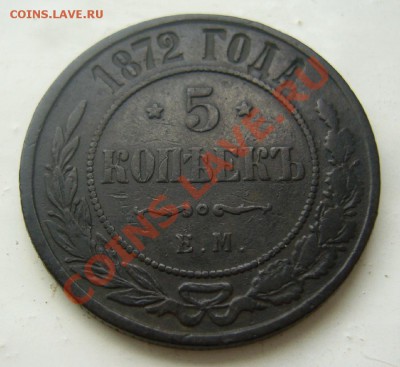 COINS.LAVE.RU
1872 ГОДА
5
КОПѢЕКЪ
Е.М.
COINS.LAVE.RU